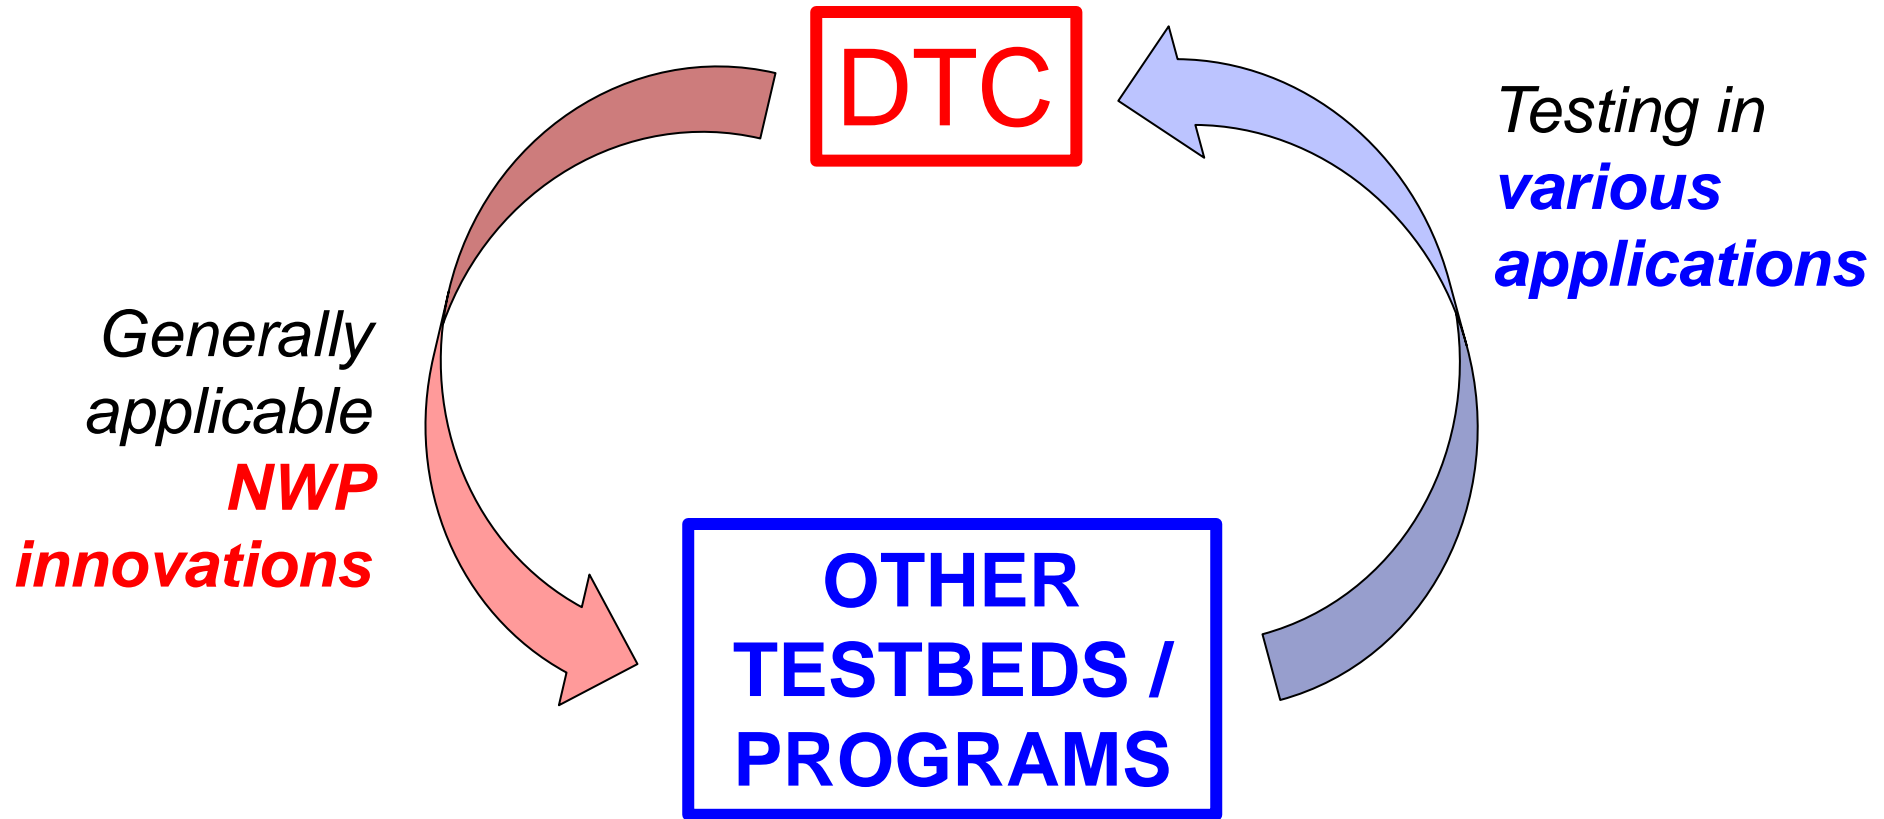 DTC
Testing in
various
applications
Generally
applicable
NWP
innovations
OTHER
TESTBEDS /
PROGRAMS